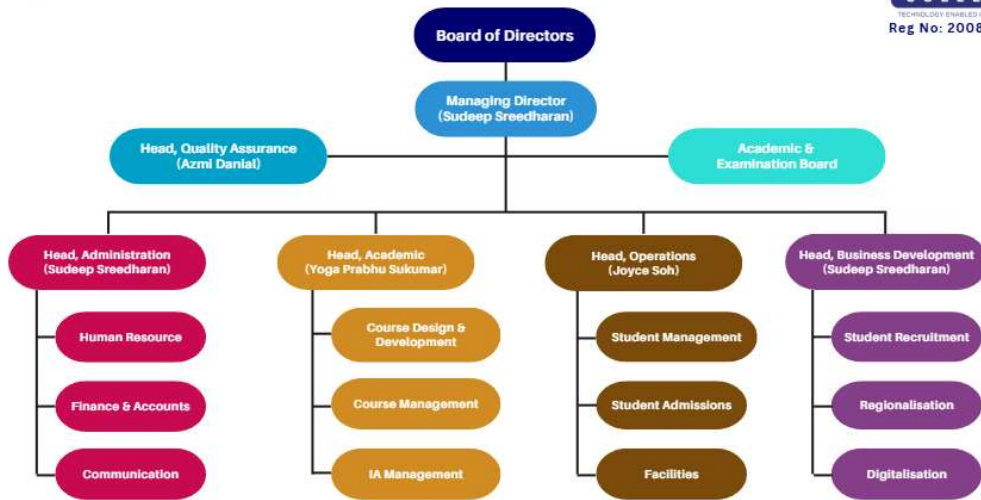 TECHNOLOGY ENABLED
Reg No: 2008
Board of Directors
Managing Director
(Sudeep Sreedharan)
Head, Quality Assurance
(Azmi Danial)
Academic &
Examination Board
Head, Administration
(Sudeep Sreedharan)
Human Resource
Finance & Accounts
Communication
Head, Academic
(Yoga Prabhu Sukumar)
Course Design &
Development
Course Management
IA Management
Head, Operations
(Joyce Soh)
Student Management
Student Admissions
Facilities
Head, Business Development
(Sudeep Sreedharan)
Student Recruitment
Regionalisation
Digitalisation